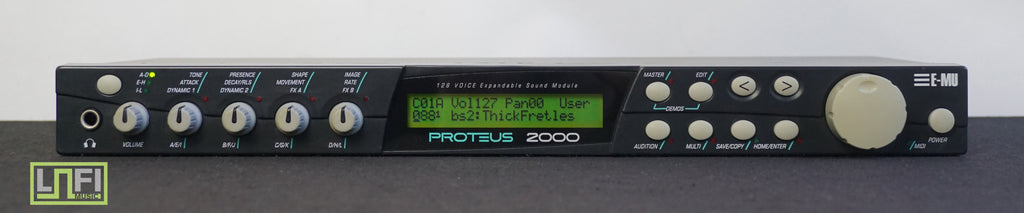 A-D
E-H
I-L
TONE
ATTACK
DYNAMIC 1
PRESENCE
DECAY/RLS
DYNAMIC 2
SHAPE
MOVEMENT
FX A
IMAGE
RATE
FX B
VOLUME
A/E/I
B/F/J
C/G/K
D/H/L
128 VOICE Expandable Sound Module
C01A Vol127 Pan00 User
088¹ bs2:ThickFretles
PROTEUS 2000
MASTER
EDIT
DEMOS
< >
AUDITION
MULTI
SAVE/COPY
HOME/ENTER
E-MU
POWER
MIDI
LNFI
MUSIC